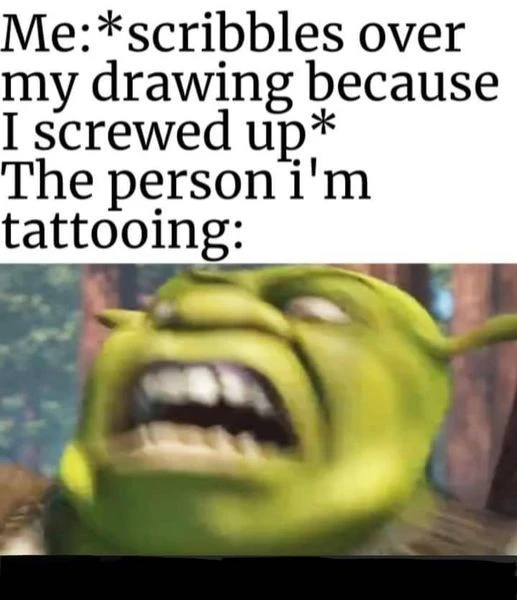 Me:*scribbles over
my drawing because
I screwed up*
The person i'm
tattooing: